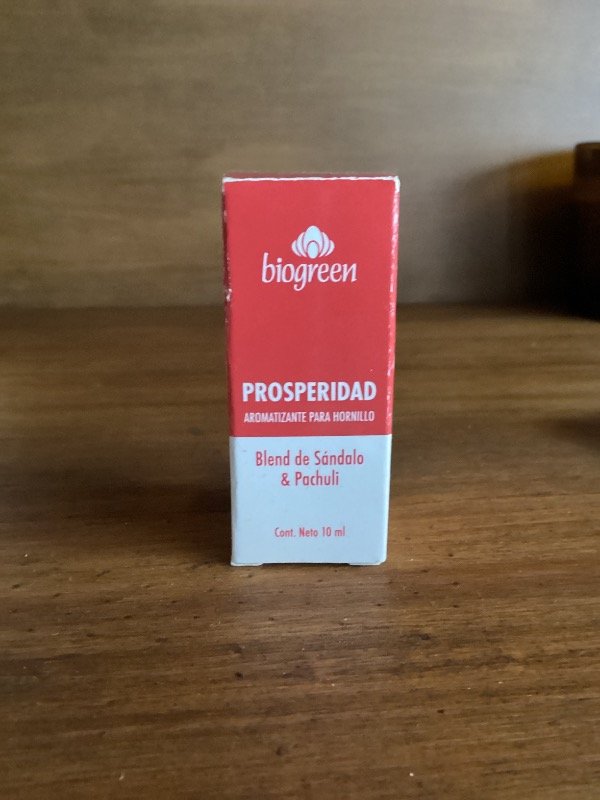 biogreen
PROSPERIDAD
AROMATIZANTE PARA HORNILLO
Blend de Sándalo
& Pachuli
Cont. Neto 10 ml